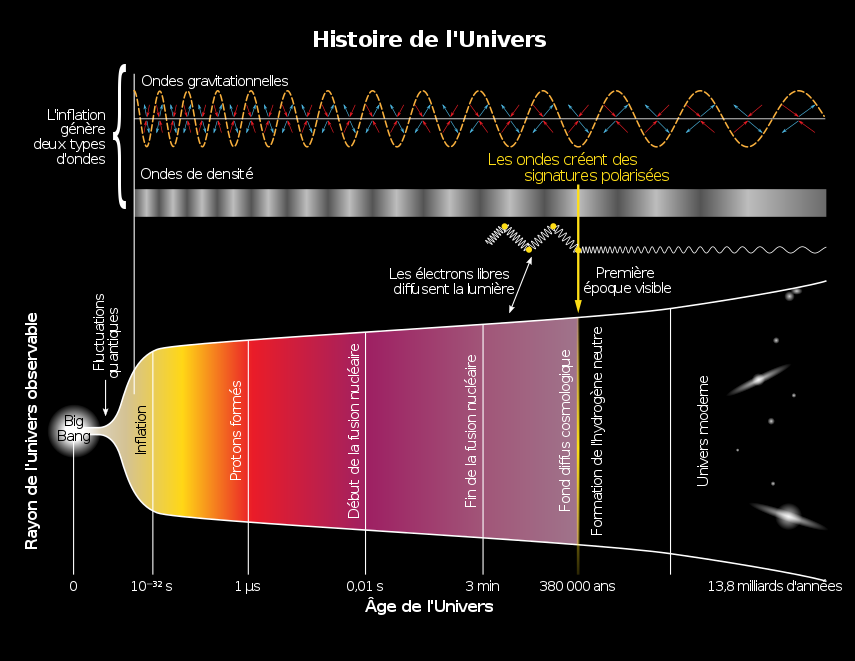 Histoire de l'Univers
Ondes gravitationnelles
L'inflation
génère
deux types
d'ondes
Les ondes créent des
signatures polarisées
Ondes de densité
Les électrons libres
diffusent la lumière
Première
époque visible
Rayon de l'univers observable
Fluctuations
quantiques
Big
Bang
Inflation
Protons formés
Début de la fusion nucléaire
Fin de la fusion nucléaire
Fond diffus cosmologique
Formation de l'hydrogène neutre
Univers moderne
0
10⁻³² s
1 µs
0,01 s
3 min
380 000 ans
13,8 milliards d'années
Âge de l'Univers